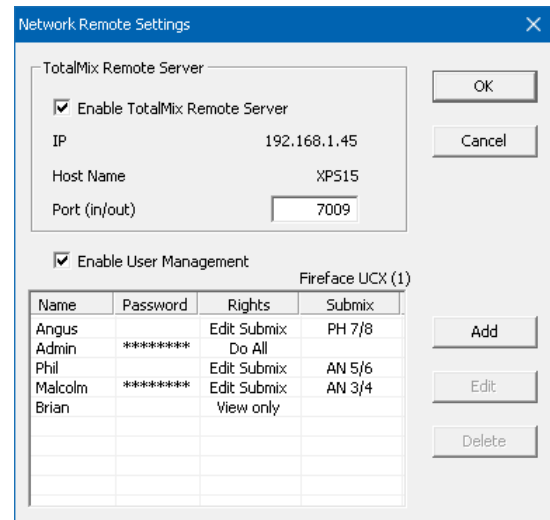 Network Remote Settings
TotalMix Remote Server
OK
Enable TotalMix Remote Server
IP 192.168.1.45
Cancel
Host Name XPS15
Port (in/out) 7009
Enable User Management
Fireface UCX (1)
Name Password Rights Submix
Angus Edit Submix PH 7/8
Add
Admin ******** Do All
Phil Edit Submix AN 5/6
Malcolm ******** Edit Submix AN 3/4
Edit
Brian View only
Delete